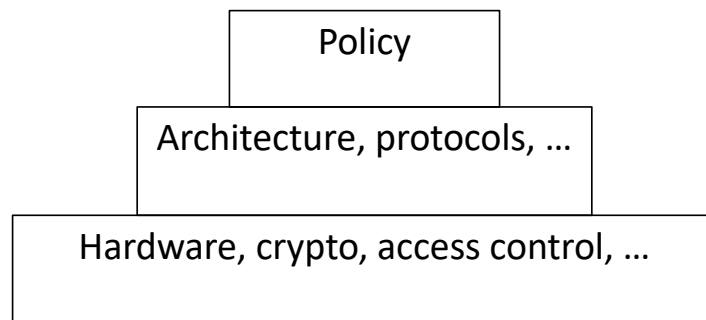 Policy
Architecture, protocols, …
Hardware, crypto, access control, …